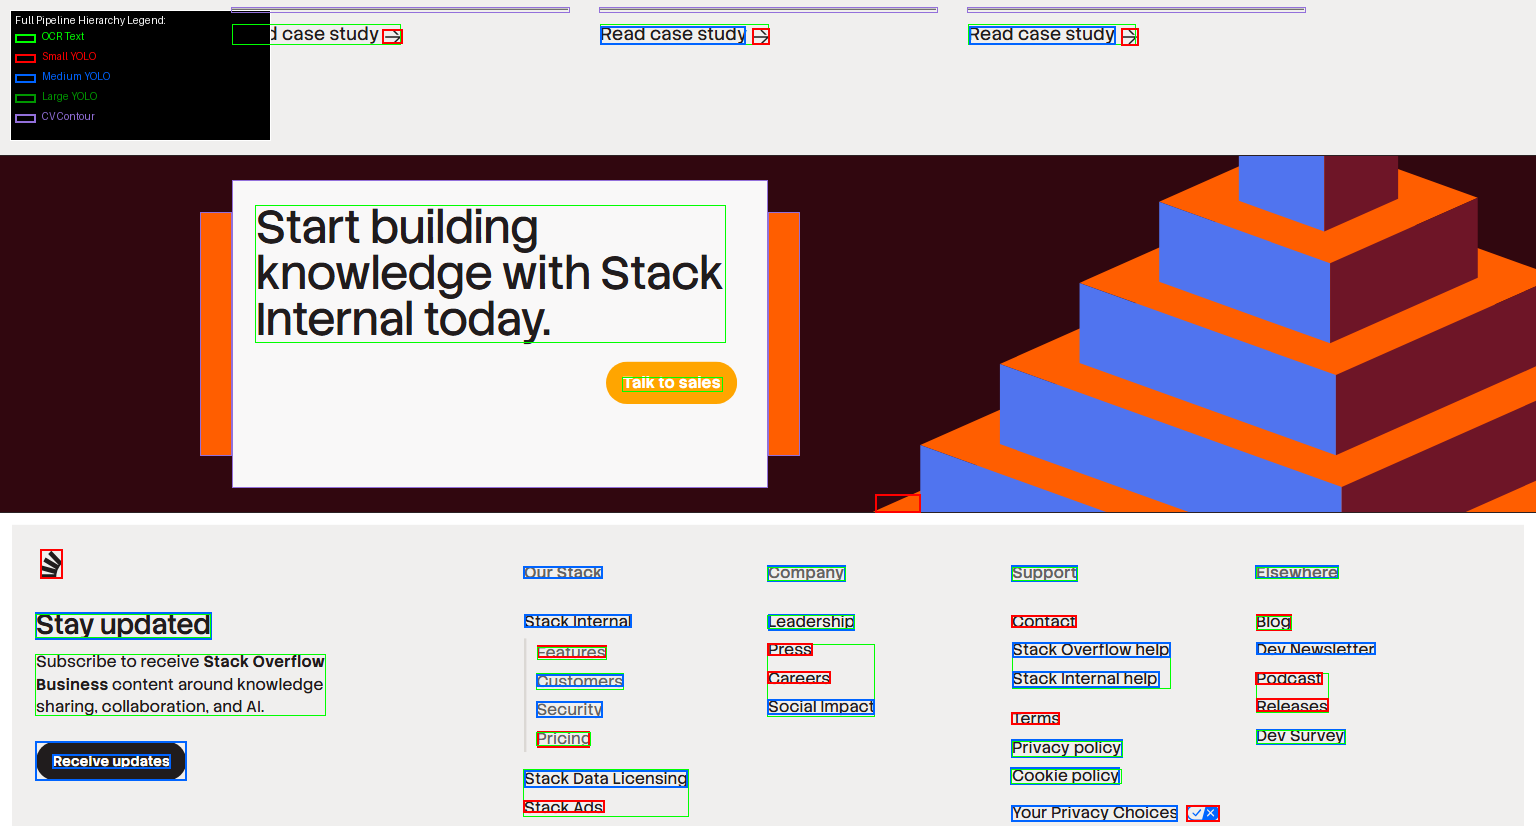 Full Pipeline Hierarchy Legend:
OCR Text
Small YOLO
Medium YOLO
Large YOLO
CV Contour
d case study
Read case study
Read case study
Start building
knowledge with Stack
Internal today.
Talk to sales
Stay updated
Subscribe to receive Stack Overflow
Business content around knowledge
sharing, collaboration, and AI.
Receive updates
Our Stack
Stack Internal
Features
Customers
Security
Pricing
Stack Data Licensing
Stack Ads
Company
Leadership
Press
Careers
Social Impact
Support
Contact
Stack Overflow help
Stack Internal help
Terms
Privacy policy
Cookie policy
Your Privacy Choices
Elsewhere
Blog
Dev Newsletter
Podcast
Releases
Dev Survey